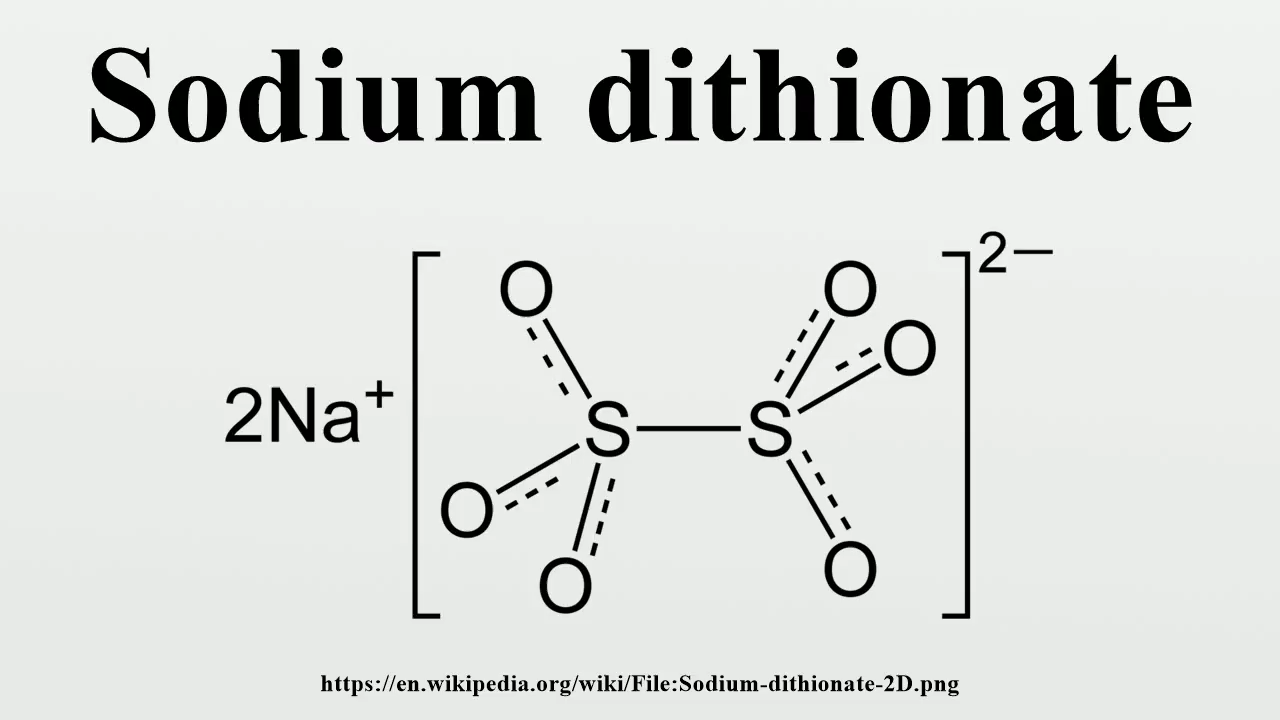 Sodium dithionate
2−
O O
O
2Na+
S S
O
O O
https://en.wikipedia.org/wiki/File:Sodium-dithionate-2D.png